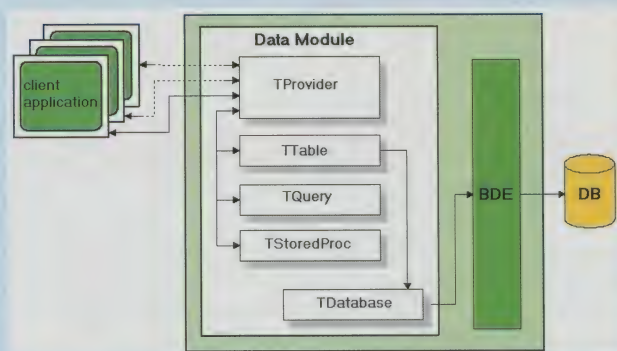 Data Module
client
application
TProvider
TTable
TQuery
TStoredProc
TDatabase
BDE
DB